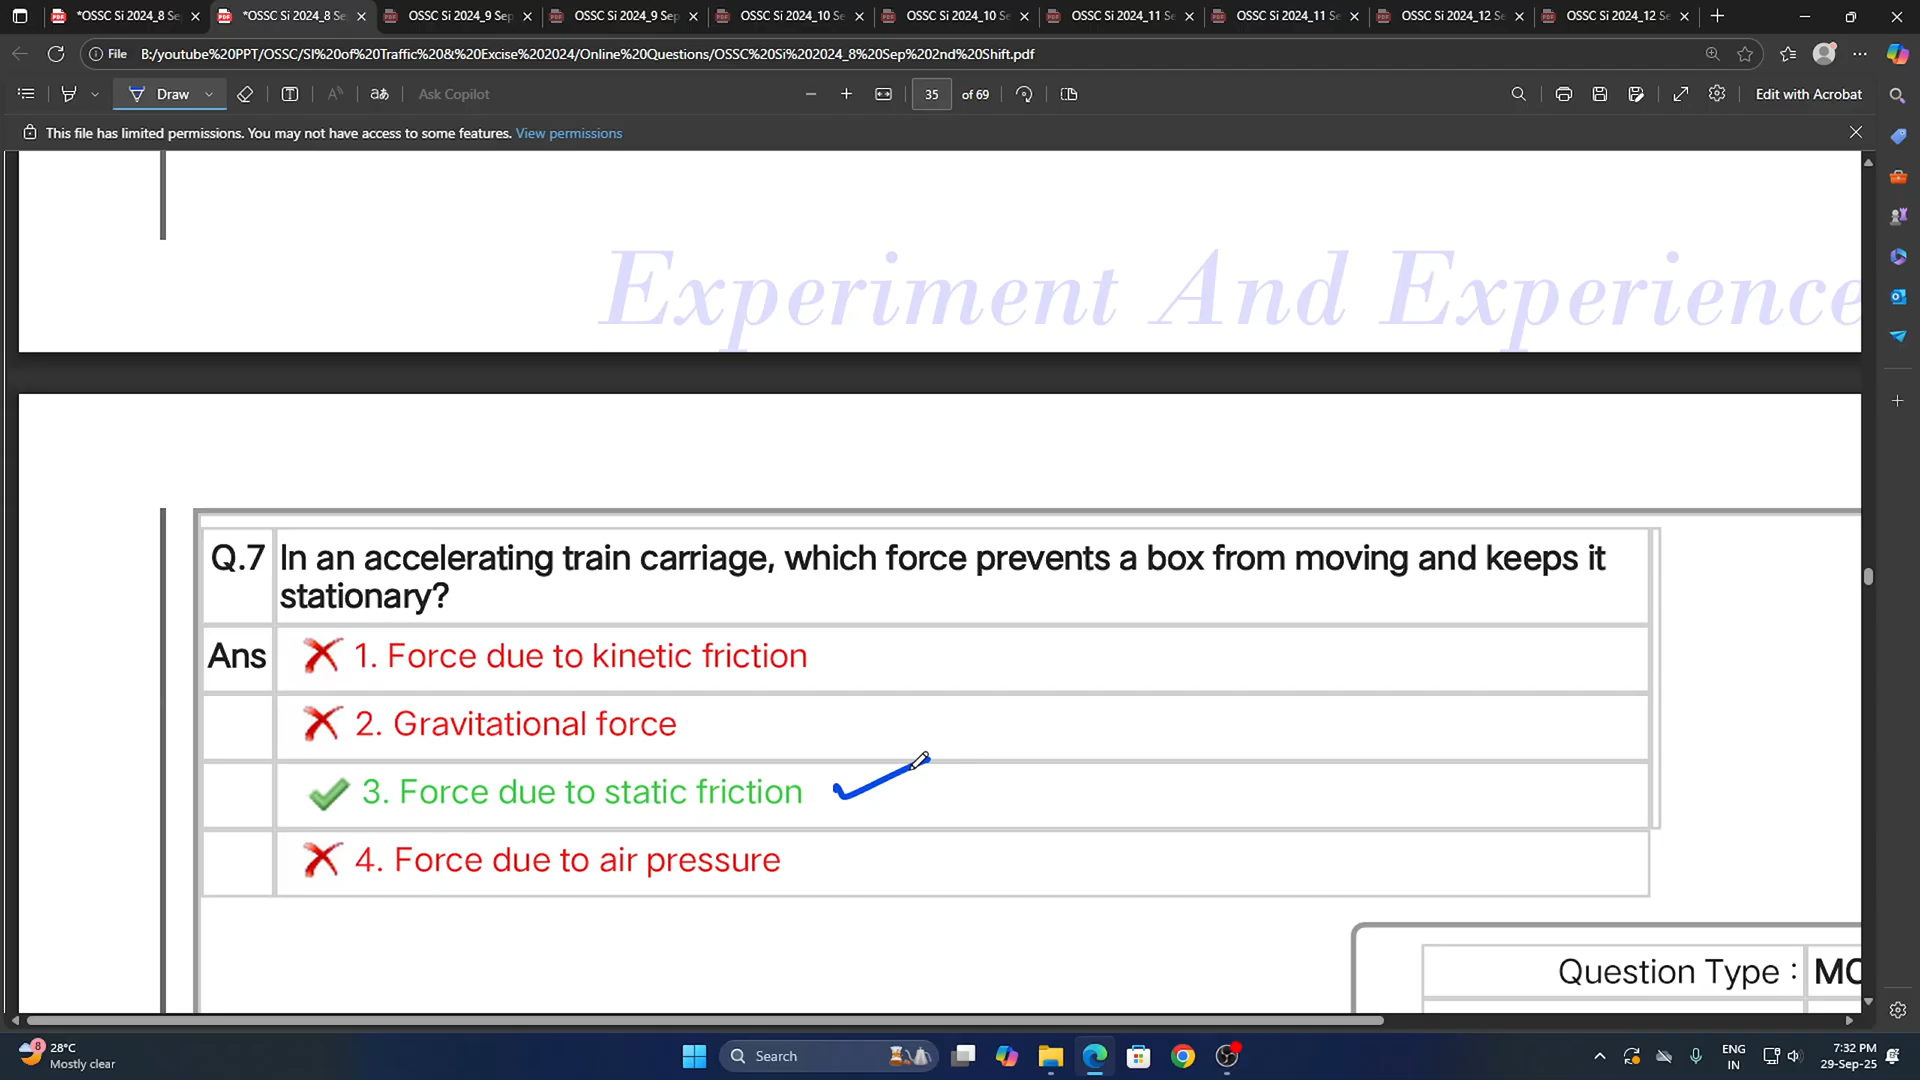 *OSSC Si 2024_8 Se
*OSSC Si 2024_8 Se
OSSC Si 2024_9 Sep
OSSC Si 2024_9 Sep
OSSC Si 2024_10 Se
OSSC Si 2024_10 Se
OSSC Si 2024_11 Se
OSSC Si 2024_11 Se
OSSC Si 2024_12 Se
OSSC Si 2024_12 Se
File
B:/youtube%20PPT/OSSC/SI%20of%20Traffic%20&t%20Excise%202024/Online%20Questions/OSSC%20Si%202024_8%20Sep%202nd%20Shift.pdf
Draw
aあ
Ask Copilot
35 of 69
Edit with Acrobat
This file has limited permissions. You may not have access to some features. View permissions
Experiment And Experience
Q.7 In an accelerating train carriage, which force prevents a box from moving and keeps it
stationary?
Ans 1. Force due to kinetic friction
2. Gravitational force
3. Force due to static friction
4. Force due to air pressure
Question Type : MC
8
28°C
Mostly clear
Search
ENG
IN
7:32 PM
29-Sep-25